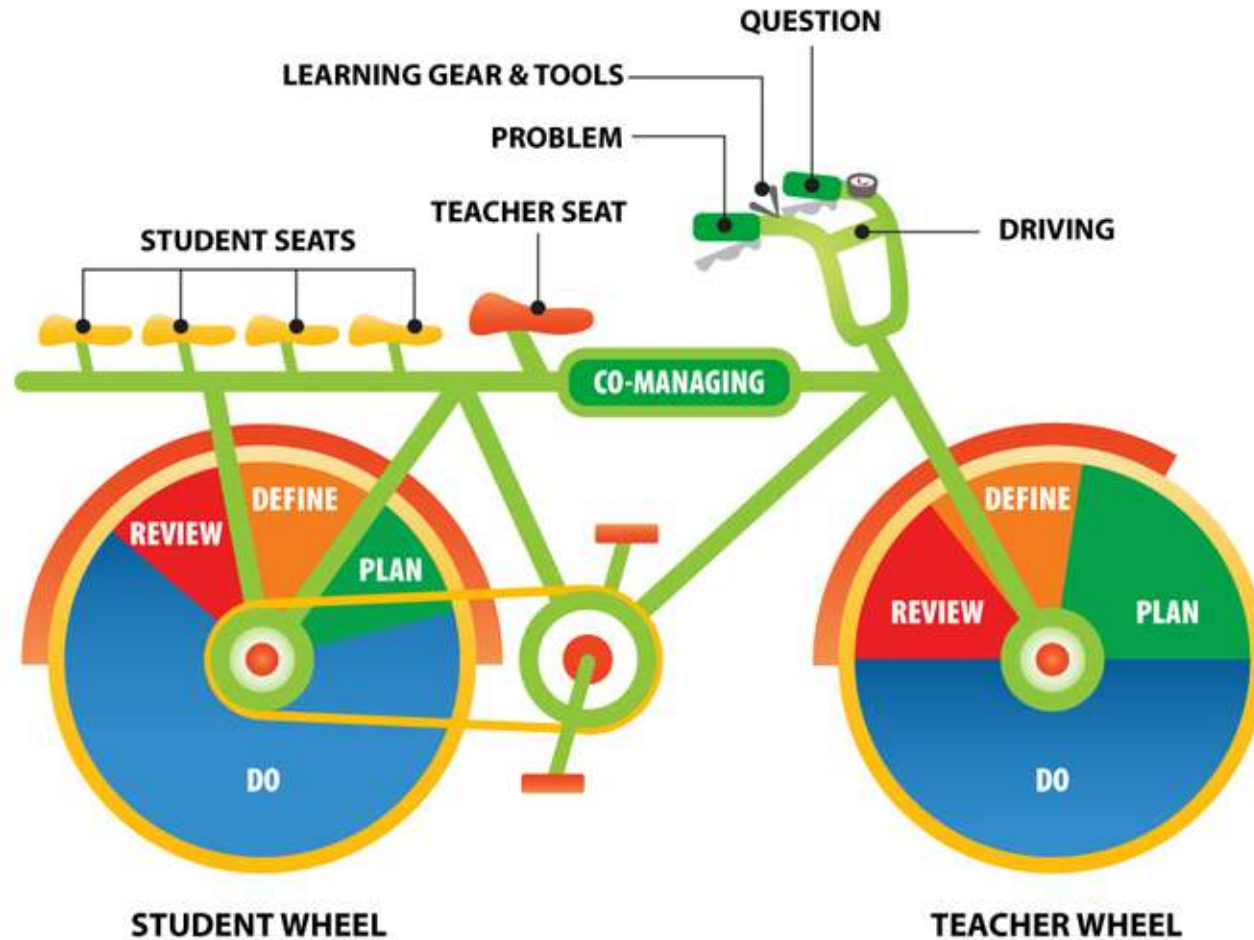 QUESTION
LEARNING GEAR & TOOLS
PROBLEM
TEACHER SEAT
STUDENT SEATS
DRIVING
CO-MANAGING
REVIEW
DEFINE
PLAN
DO
REVIEW
DEFINE
PLAN
DO
STUDENT WHEEL
TEACHER WHEEL